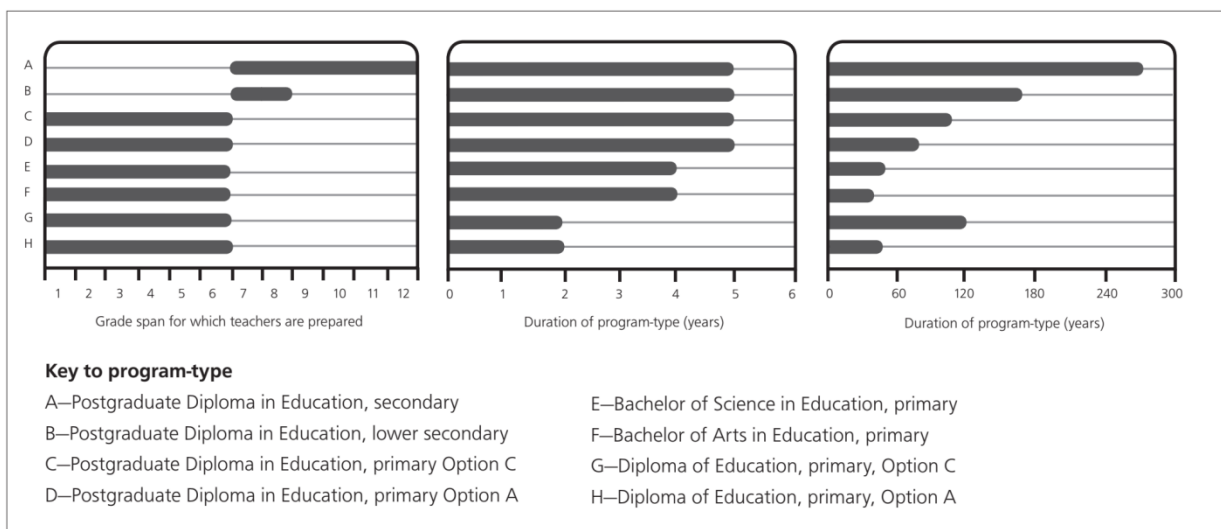 A
B
C
D
E
F
G
H
1 2 3 4 5 6 7 8 9 10 11 12
Grade span for which teachers are prepared
0 1 2 3 4 5 6
Duration of program-type (years)
0 60 120 180 240 300
Duration of program-type (years)
Key to program-type
A—Postgraduate Diploma in Education, secondary
B—Postgraduate Diploma in Education, lower secondary
C—Postgraduate Diploma in Education, primary Option C
D—Postgraduate Diploma in Education, primary Option A
E—Bachelor of Science in Education, primary
F—Bachelor of Arts in Education, primary
G—Diploma of Education, primary, Option C
H—Diploma of Education, primary, Option A